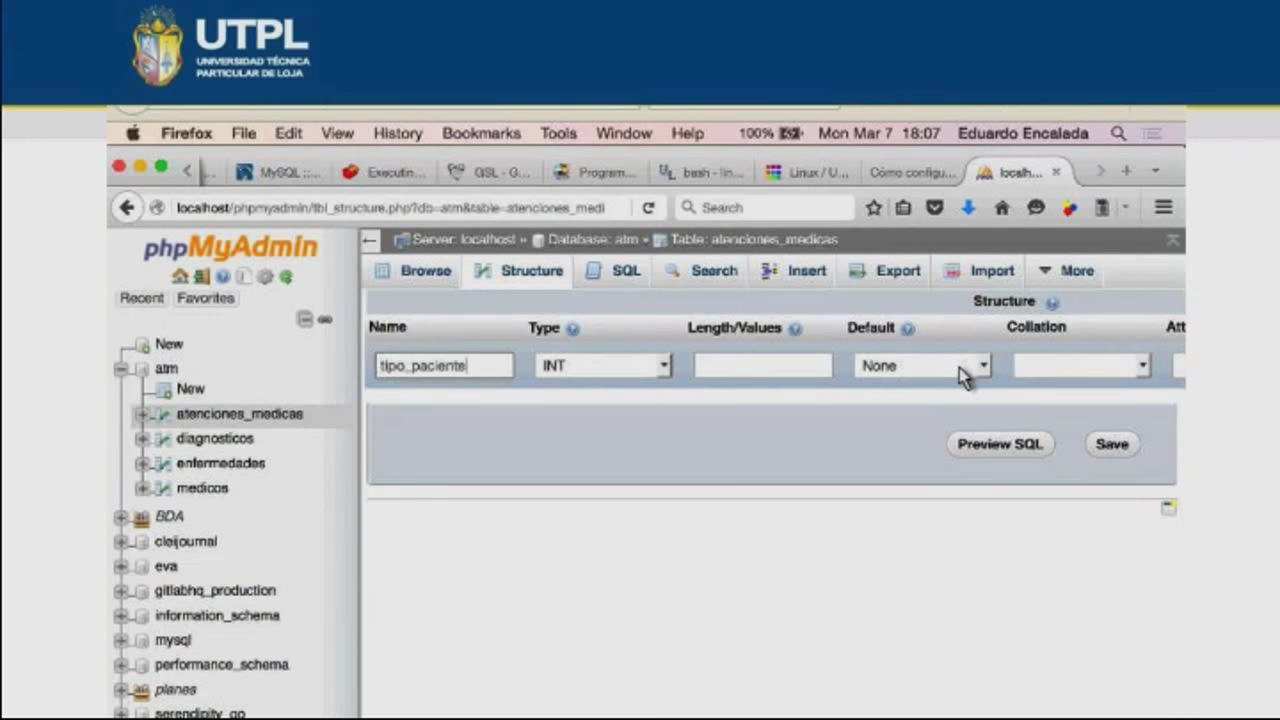 UTPL
UNIVERSIDAD TÉCNICA
PARTICULAR DE LOJA
Firefox File Edit View History Bookmarks Tools Window Help 100% Mon Mar 7 18:07 Eduardo Encalada
MySQL ::... Executin... GSL - G... Program... bash - lin... Linux / U... Cómo configu... localh...
localhost/phpmyadmin/tbl_structure.php?db=atm&table=atenciones_medi Search
phpMyAdmin
Server: localhost » Database: atm » Table: atenciones_medicas
Browse Structure SQL Search Insert Export Import More
Recent Favorites
Structure
Name Type Length/Values Default Collation Att
tipo_paciente INT None
New
atm
New
atenciones_medicas
diagnosticos
enfermedades
medicos
Preview SQL Save
BDA
cleijournal
eva
gitlabhq_production
information_schema
mysql
performance_schema
planes
serendipity_qp